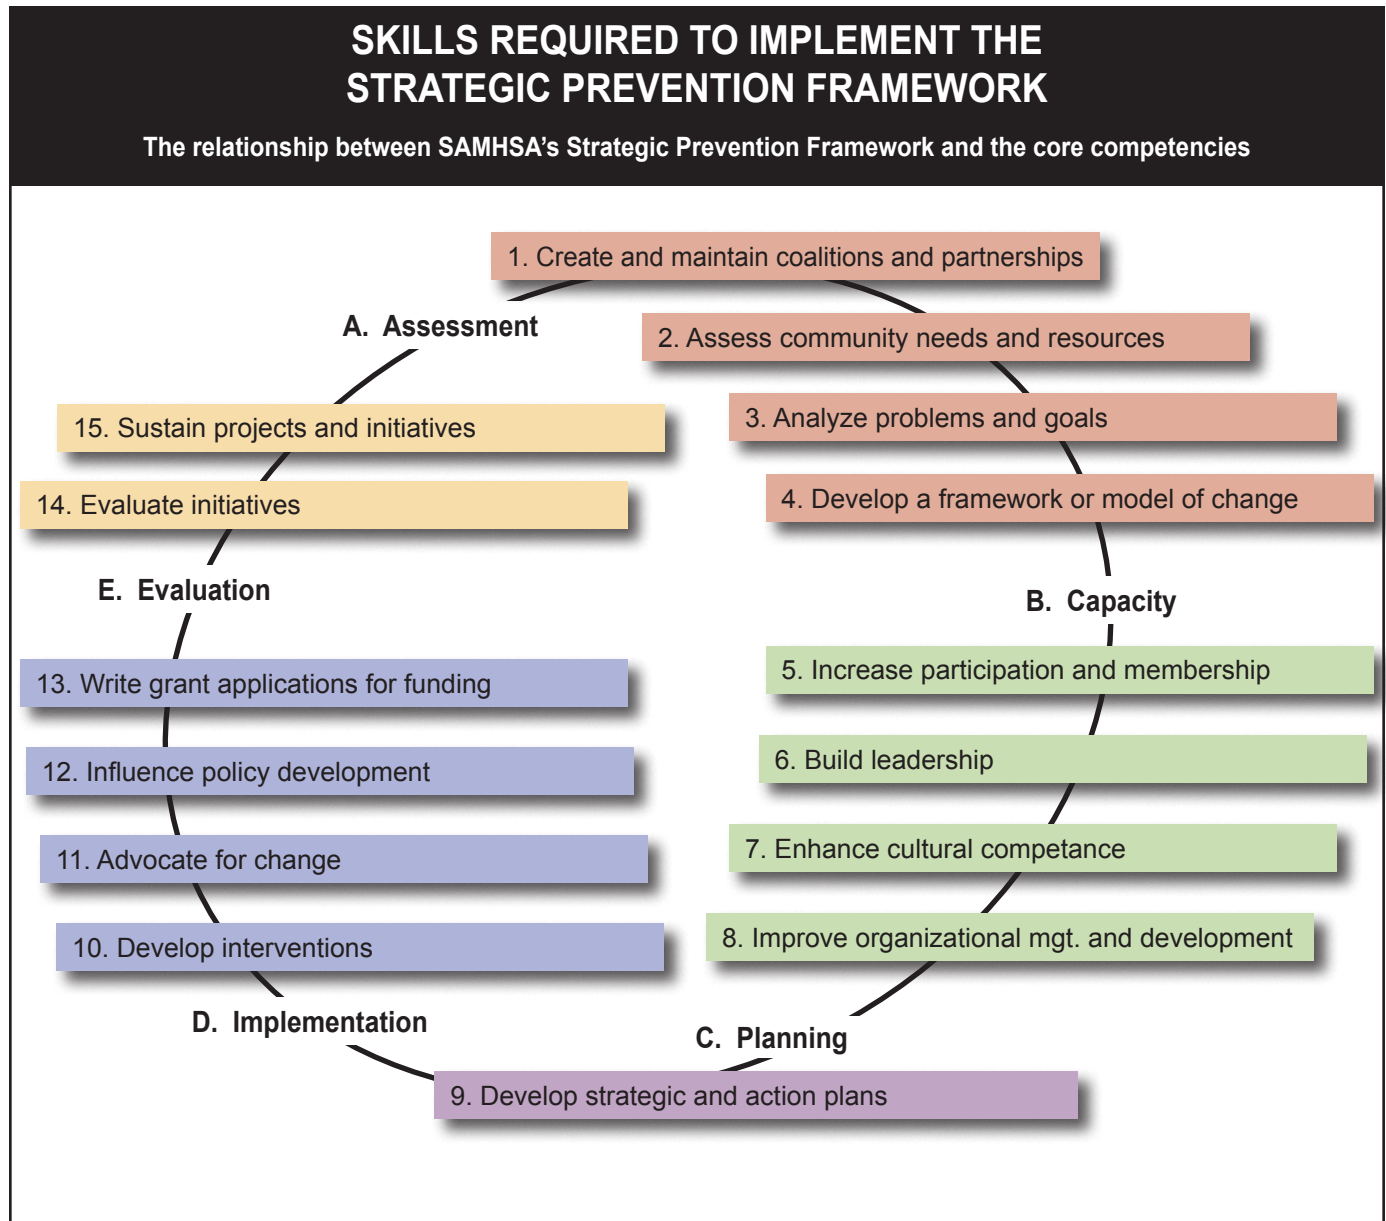 SKILLS REQUIRED TO IMPLEMENT THE
STRATEGIC PREVENTION FRAMEWORK
The relationship between SAMHSA's Strategic Prevention Framework and the core competencies
A. Assessment
1. Create and maintain coalitions and partnerships
2. Assess community needs and resources
3. Analyze problems and goals
4. Develop a framework or model of change
B. Capacity
5. Increase participation and membership
6. Build leadership
7. Enhance cultural competance
8. Improve organizational mgt. and development
C. Planning
9. Develop strategic and action plans
D. Implementation
10. Develop interventions
11. Advocate for change
12. Influence policy development
13. Write grant applications for funding
E. Evaluation
14. Evaluate initiatives
15. Sustain projects and initiatives